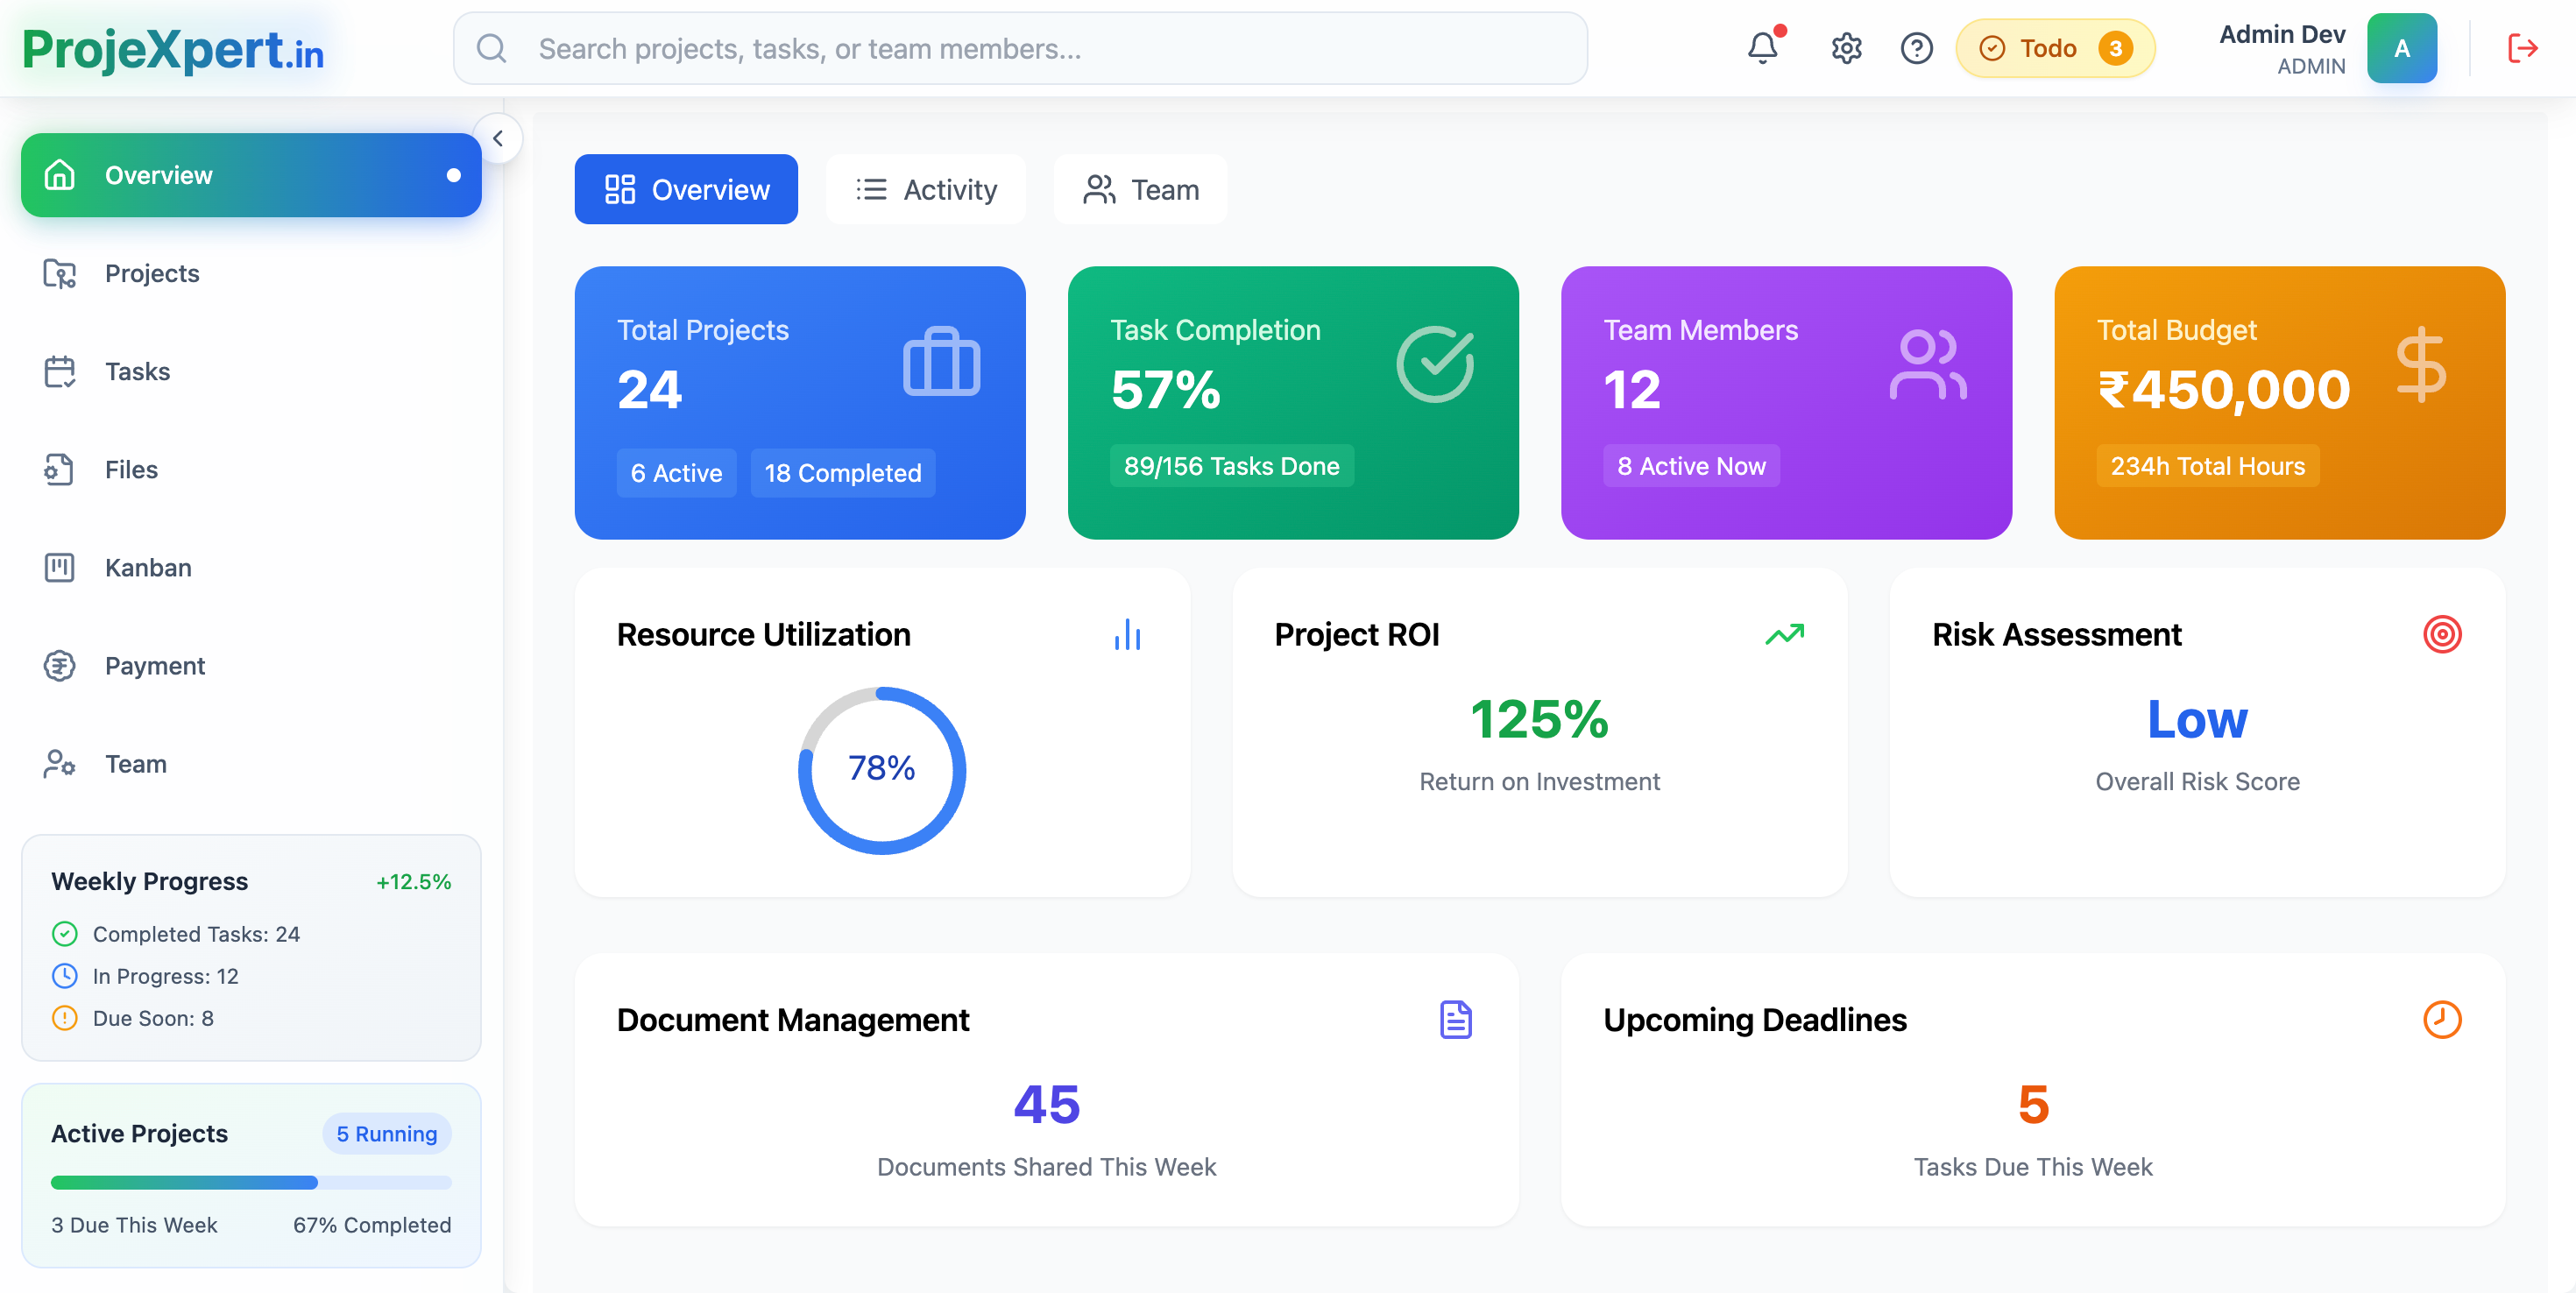 ProjeXpert.in
Search projects, tasks, or team members...
Todo 3
Admin Dev
ADMIN
A
Overview
Projects
Tasks
Files
Kanban
Payment
Team
Weekly Progress +12.5%
Completed Tasks: 24
In Progress: 12
Due Soon: 8
Active Projects 5 Running
3 Due This Week 67% Completed
Overview Activity Team
Total Projects
24
6 Active 18 Completed
Task Completion
57%
89/156 Tasks Done
Team Members
12
8 Active Now
Total Budget
₹450,000
234h Total Hours
Resource Utilization
78%
Project ROI
125%
Return on Investment
Risk Assessment
Low
Overall Risk Score
Document Management
45
Documents Shared This Week
Upcoming Deadlines
5
Tasks Due This Week